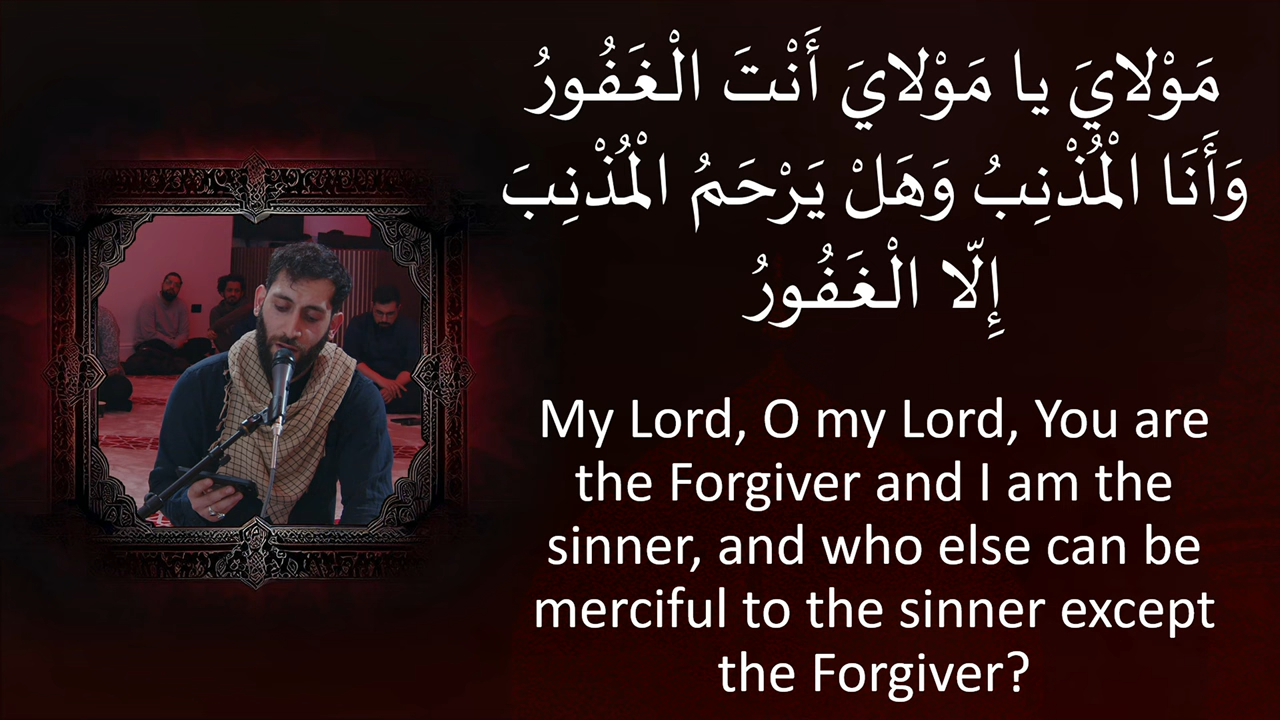 مَوْلايَ يا مَوْلايَ أَنْتَ الْغَفُورُ
وَأَنَا الْمُذْنِبُ وَهَلْ يَرْحَمُ الْمُذْنِبَ
إِلّا الْغَفُورُ
My Lord, O my Lord, You are
the Forgiver and I am the
sinner, and who else can be
merciful to the sinner except
the Forgiver?